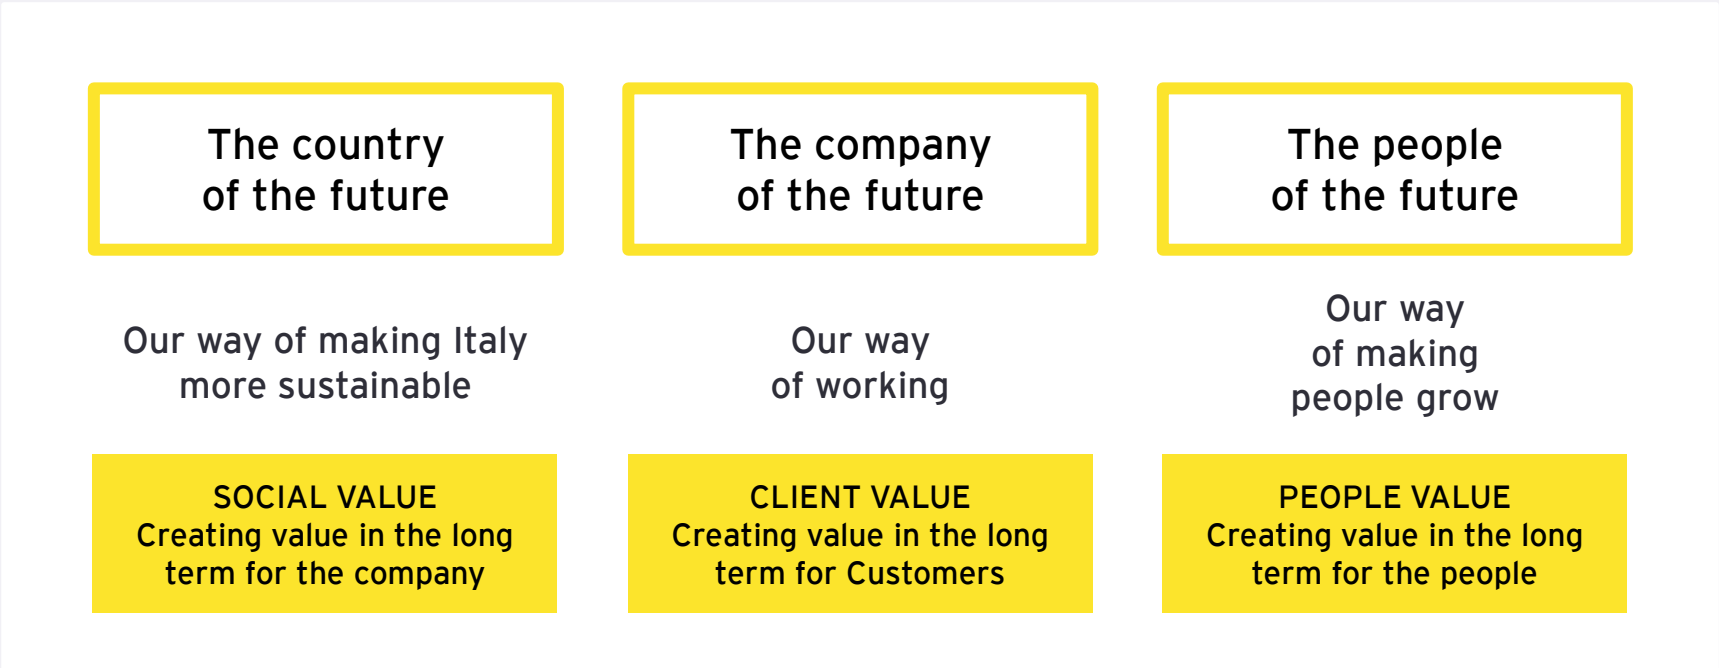 The country
of the future
Our way of making Italy
more sustainable
SOCIAL VALUE
Creating value in the long
term for the company
The company
of the future
Our way
of working
CLIENT VALUE
Creating value in the long
term for Customers
The people
of the future
Our way
of making
people grow
PEOPLE VALUE
Creating value in the long
term for the people